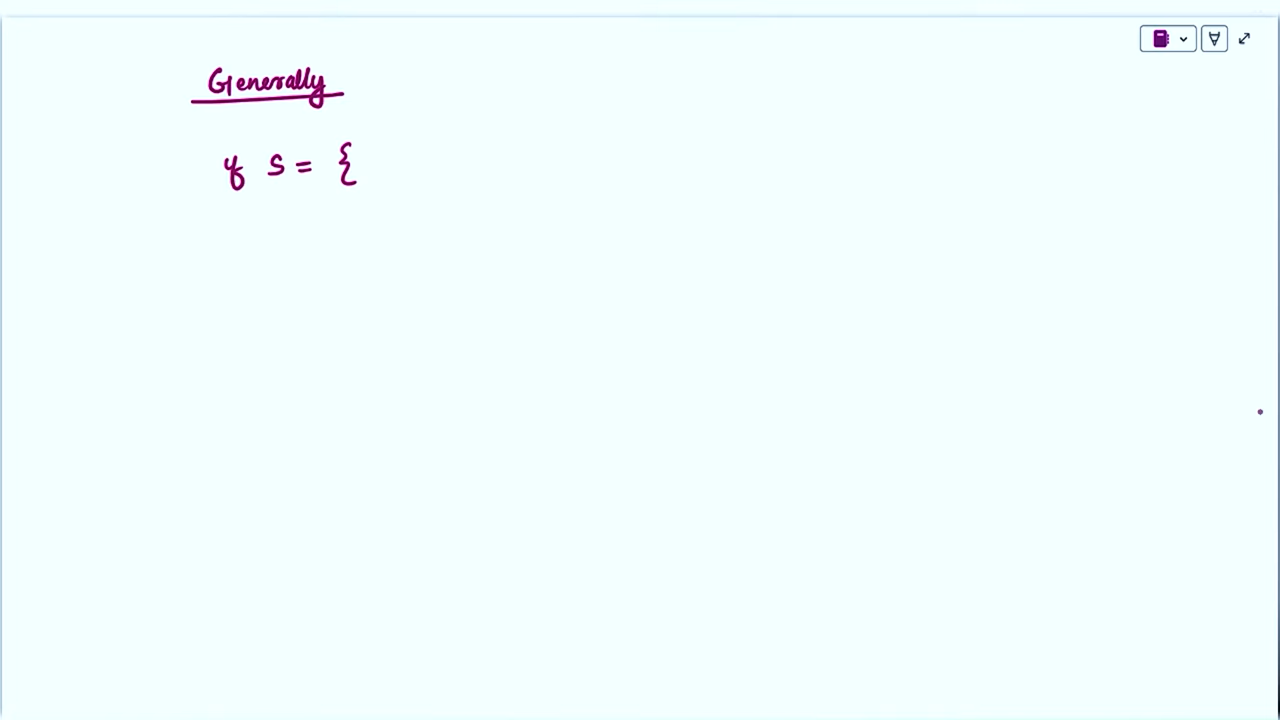 Generally
if S = {